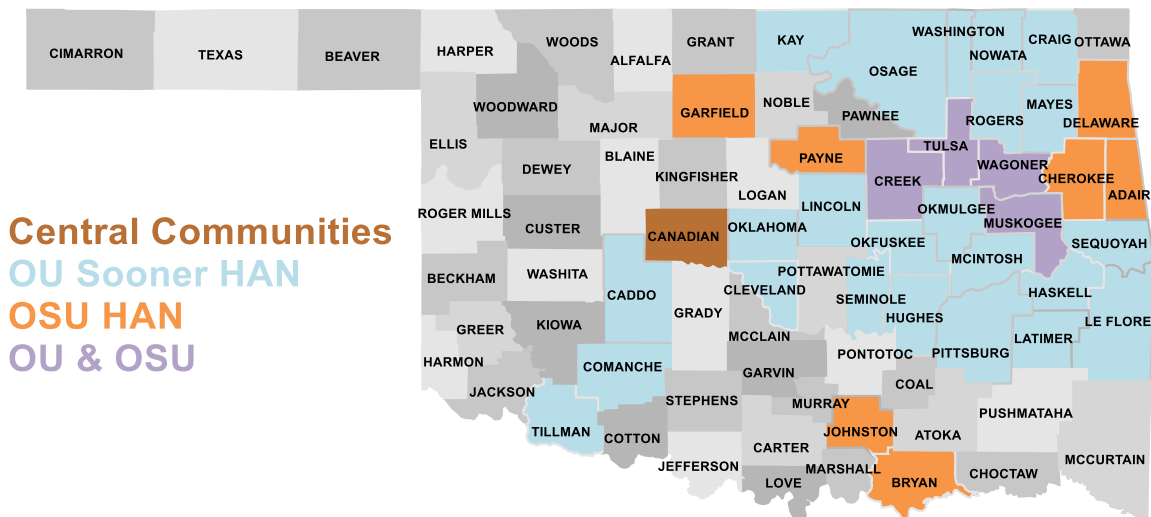 CIMARRON
TEXAS
BEAVER
HARPER
WOODS
ALFALFA
GRANT
KAY
WASHINGTON
NOWATA
CRAIG
OTTAWA
OSAGE
WOODWARD
GARFIELD
NOBLE
PAWNEE
ROGERS
MAYES
DELAWARE
ELLIS
MAJOR
DEWEY
BLAINE
KINGFISHER
LOGAN
PAYNE
CREEK
TULSA
WAGONER
CHEROKEE
ADAIR
ROGER MILLS
CUSTER
CANADIAN
OKLAHOMA
LINCOLN
OKMULGEE
MUSKOGEE
SEQUOYAH
OKFUSKEE
MCINTOSH
BECKHAM
WASHITA
CADDO
GRADY
CLEVELAND
POTTAWATOMIE
SEMINOLE
HUGHES
HASKELL
LE FLORE
GREER
KIOWA
COMANCHE
MCCLAIN
PONTOTOC
PITTSBURG
LATIMER
HARMON
JACKSON
TILLMAN
COTTON
STEPHENS
GARVIN
MURRAY
COAL
PUSHMATAHA
JOHNSTON
ATOKA
CARTER
JEFFERSON
LOVE
MARSHALL
BRYAN
CHOCTAW
MCCURTAIN
Central Communities
OU Sooner HAN
OSU HAN
OU & OSU